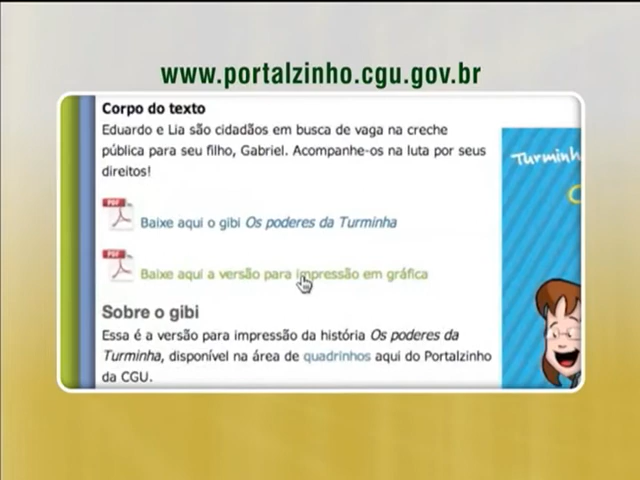 www.portalzinho.cgu.gov.br
Corpo do texto
Eduardo e Lia são cidadãos em busca de vaga na creche
pública para seu filho, Gabriel. Acompanhe-os na luta por seus
direitos!
PDF
Baixe aqui o gibi Os poderes da Turminha
PDF
Baixe aqui a versão para impressão em gráfica
Sobre o gibi
Essa é a versão para impressão da história Os poderes da
Turminha, disponível na área de quadrinhos aqui do Portalzinho
da CGU.